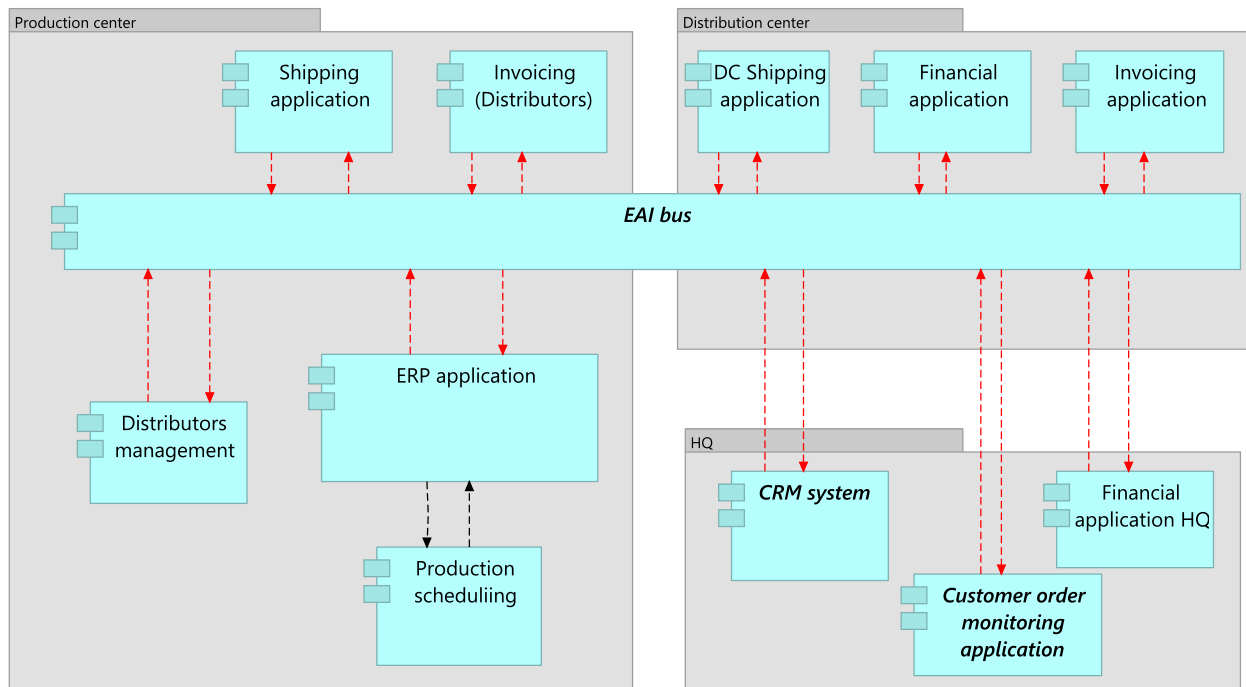 Production center
Distribution center
Shipping
application
Invoicing
(Distributors)
DC Shipping
application
Financial
application
Invoicing
application
EAI bus
ERP application
Distributors
management
Production
scheduliing
HQ
CRM system
Financial
application HQ
Customer order
monitoring
application